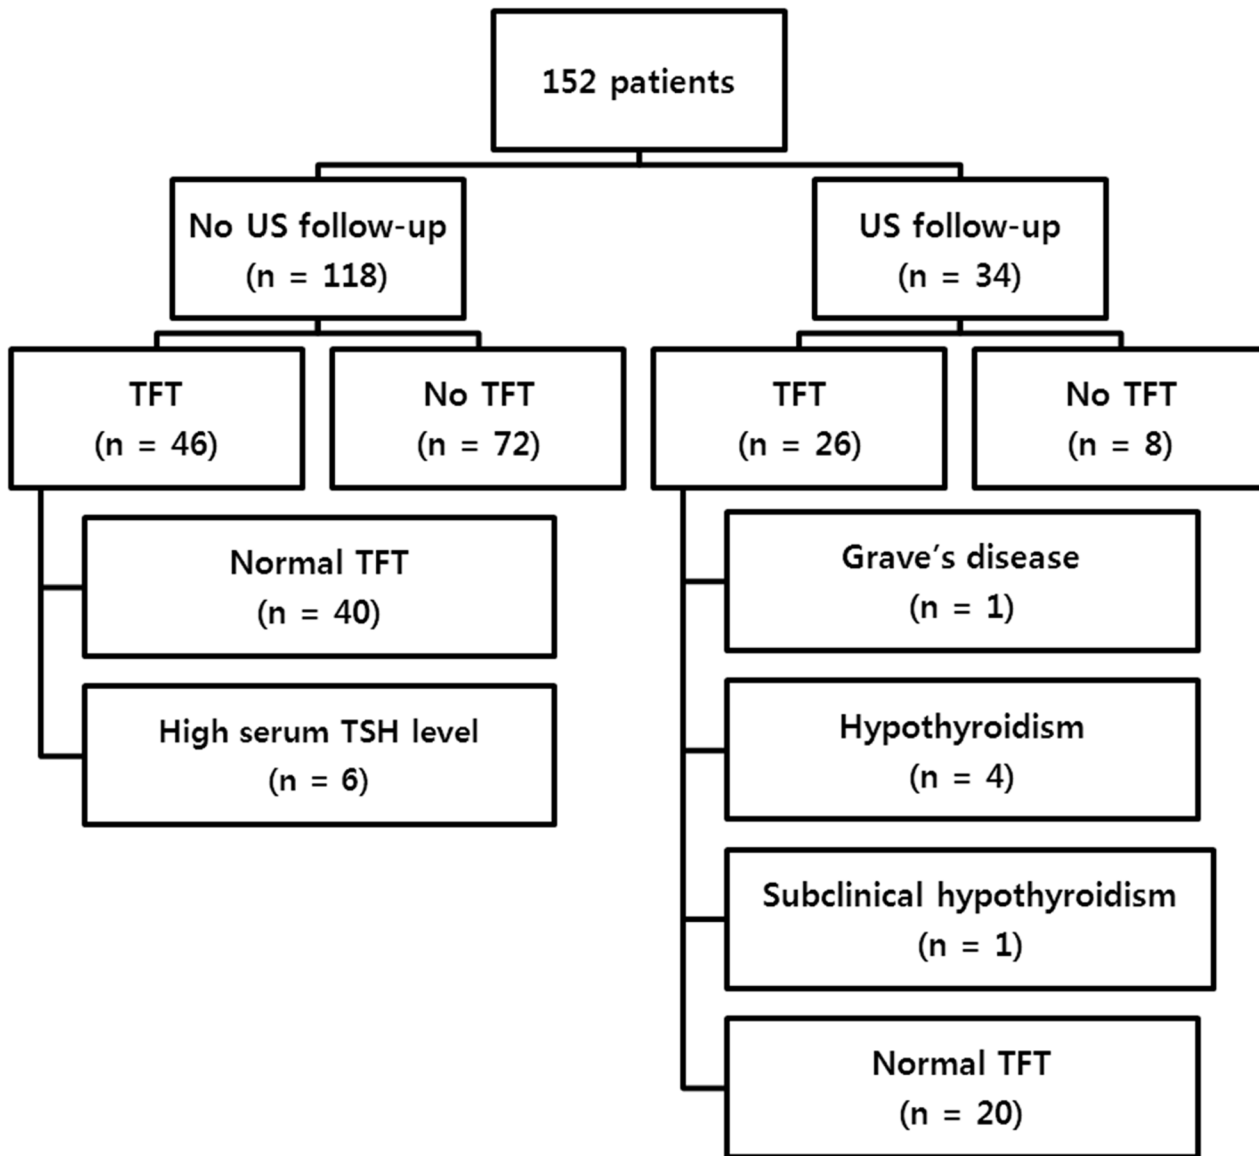 152 patients
No US follow-up
(n = 118)
US follow-up
(n = 34)
TFT
(n = 46)
No TFT
(n = 72)
TFT
(n = 26)
No TFT
(n = 8)
Normal TFT
(n = 40)
High serum TSH level
(n = 6)
Grave’s disease
(n = 1)
Hypothyroidism
(n = 4)
Subclinical hypothyroidism
(n = 1)
Normal TFT
(n = 20)